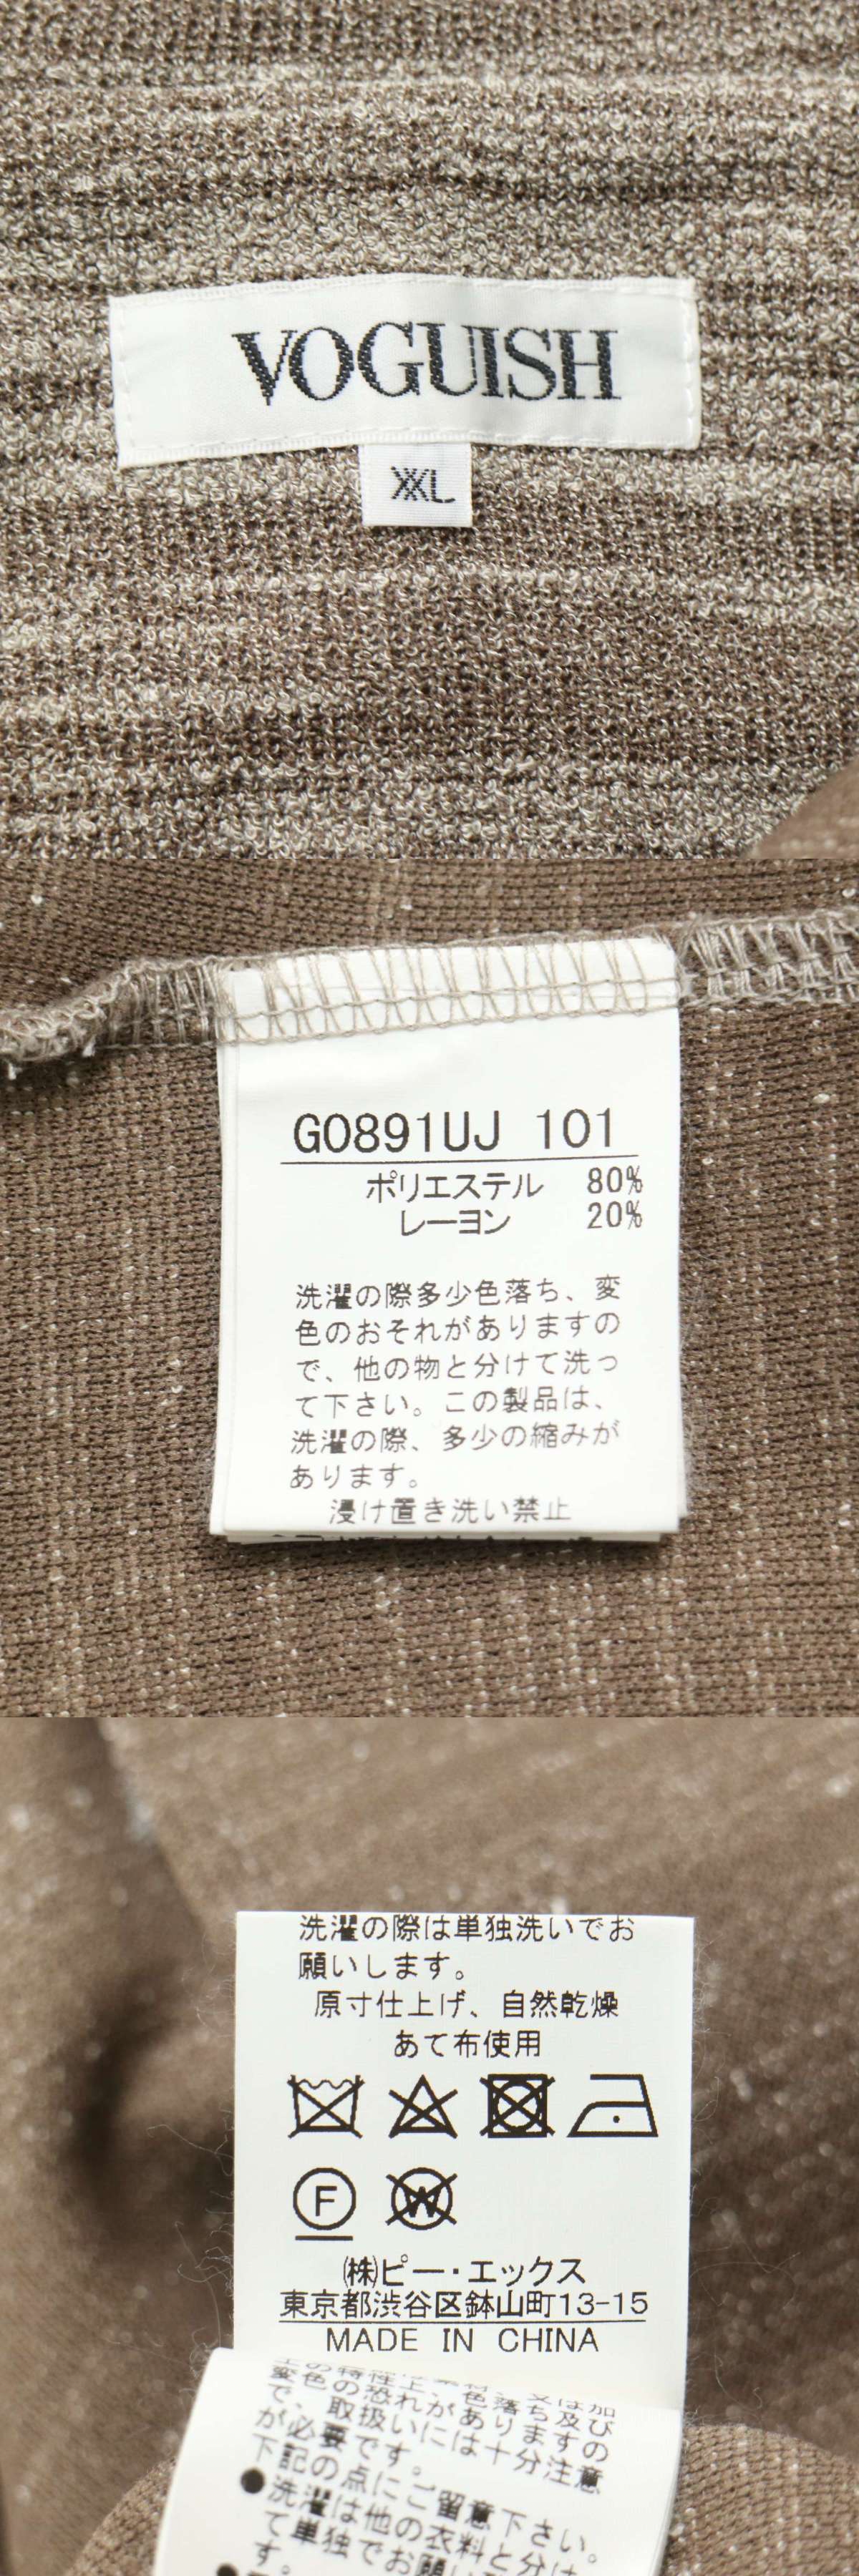 VOGUISH
XXL
G0891UJ 101
ポリエステル 80%
レーヨン 20%
洗濯の際多少色落ち、変
色のおそれがありますの
で、他の物と分けて洗っ
て下さい。この製品は、
洗濯の際、多少の縮みが
あります。
浸け置き洗い禁止
洗濯の際は単独洗いでお
願いします。
原寸仕上げ、自然乾燥
あて布使用
F
W
㈱ピー・エックス
東京都渋谷区鉢山町13-15
MADE IN CHINA
変色の恐れがありますの
で、取扱いには十分注意
が必要です。
下記の点にご留意下さい。
●洗濯は他の衣料と分け
て単独でお願い
す。